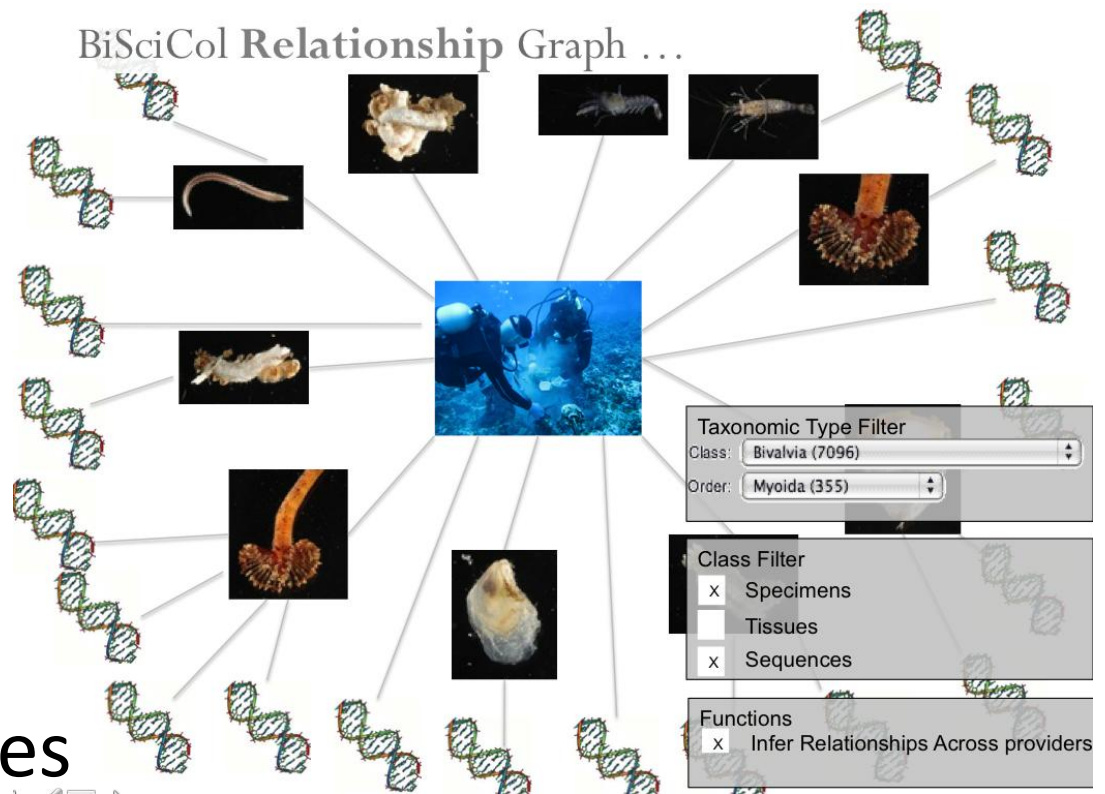 BiSciCol Relationship Graph ...
Taxonomic Type Filter
Class: Bivalvia (7096)
Order: Myoida (355)
Class Filter
x Specimens
Tissues
x Sequences
Functions
x Infer Relationships Across providers
es